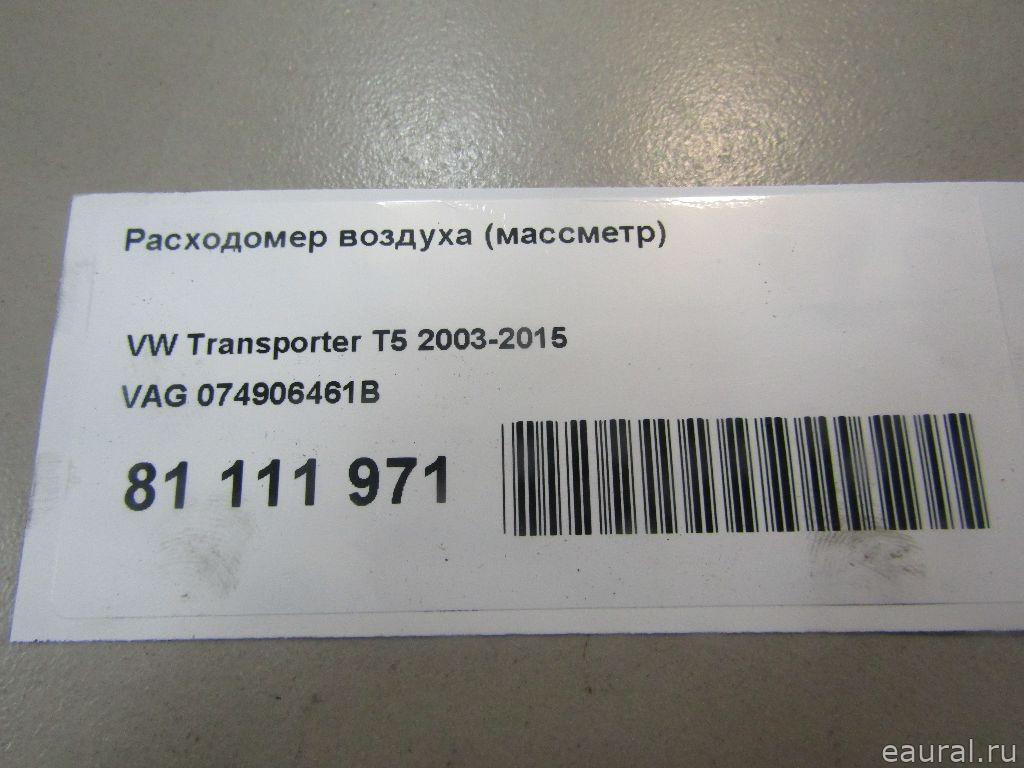 Расходомер воздуха (массметр)
VW Transporter T5 2003-2015
VAG 074906461B
81 111 971
eaural.ru